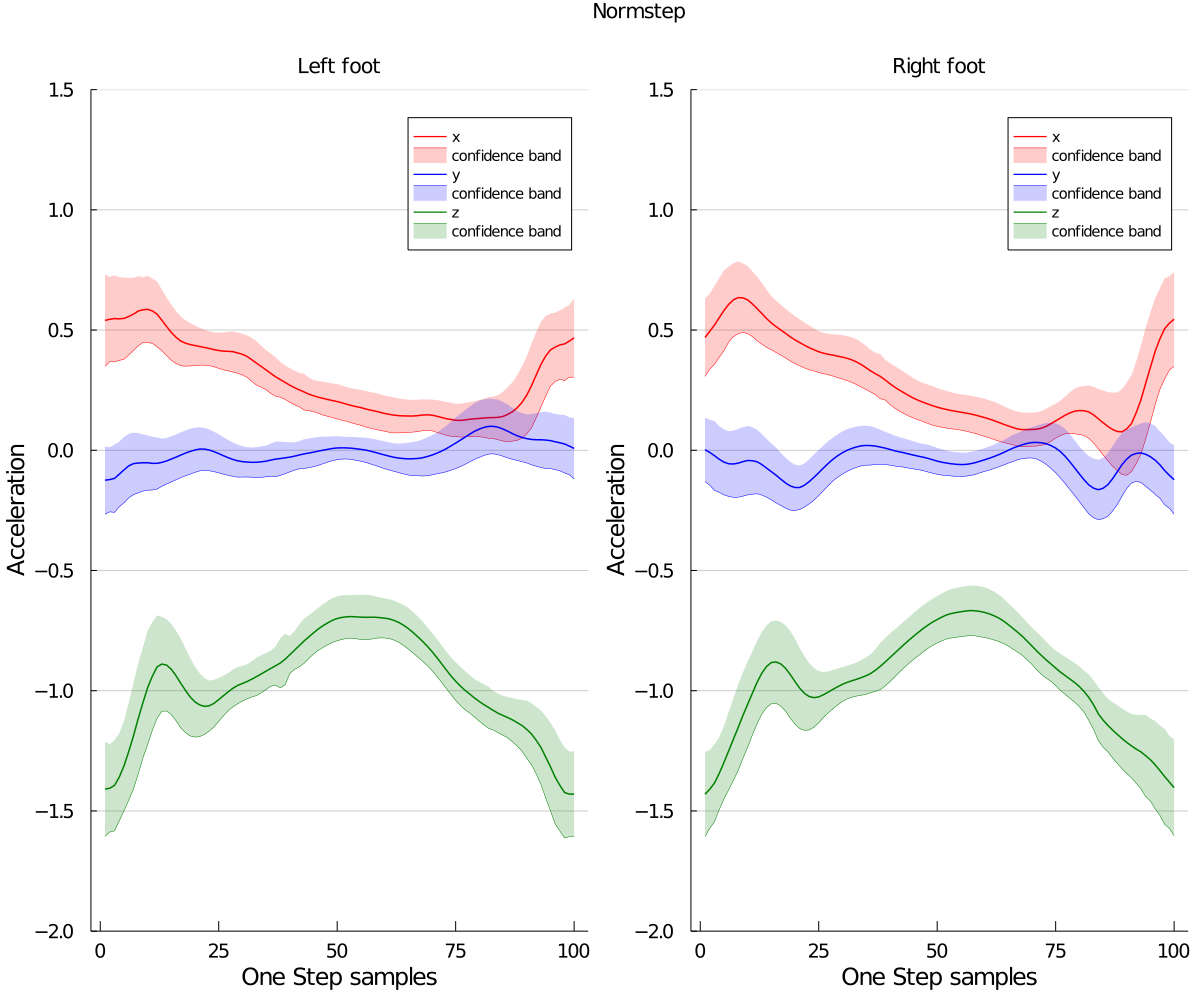 Normstep
Left foot
1.5
1.0
0.5
0.0
−0.5
−1.0
−1.5
−2.0
Acceleration
x
confidence band
y
confidence band
z
confidence band
0 25 50 75 100
One Step samples
Right foot
1.5
1.0
0.5
0.0
−0.5
−1.0
−1.5
−2.0
Acceleration
x
confidence band
y
confidence band
z
confidence band
0 25 50 75 100
One Step samples